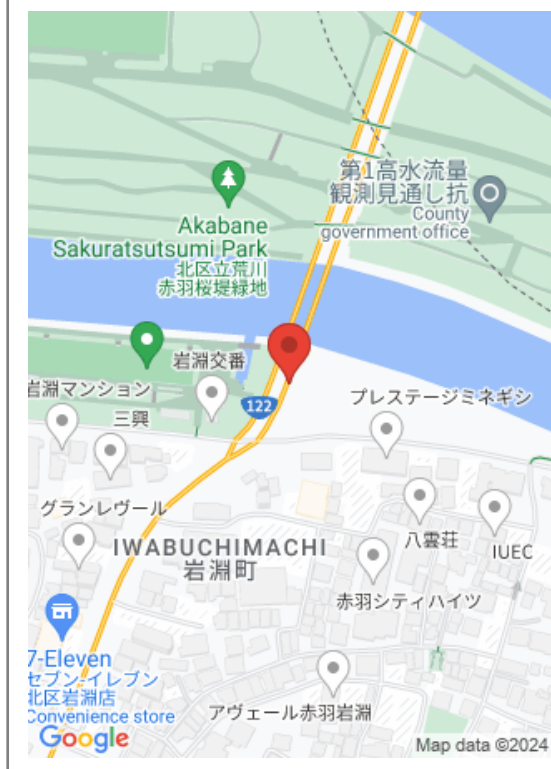 第1高水流量
観測見通し抗
County
government office
Akabane
Sakuratsutsumi Park
北区立荒川
赤羽桜堤緑地
岩淵交番
岩淵マンション
プレステージミネギシ
122
三興
グランレヴール
八雲荘
IUEC
IWABUCHIMACHI
岩淵町
赤羽シティハイツ
7-Eleven
セブン-イレブン
北区岩淵店
Convenience store
アヴェール赤羽岩淵
Google
Map data ©2024